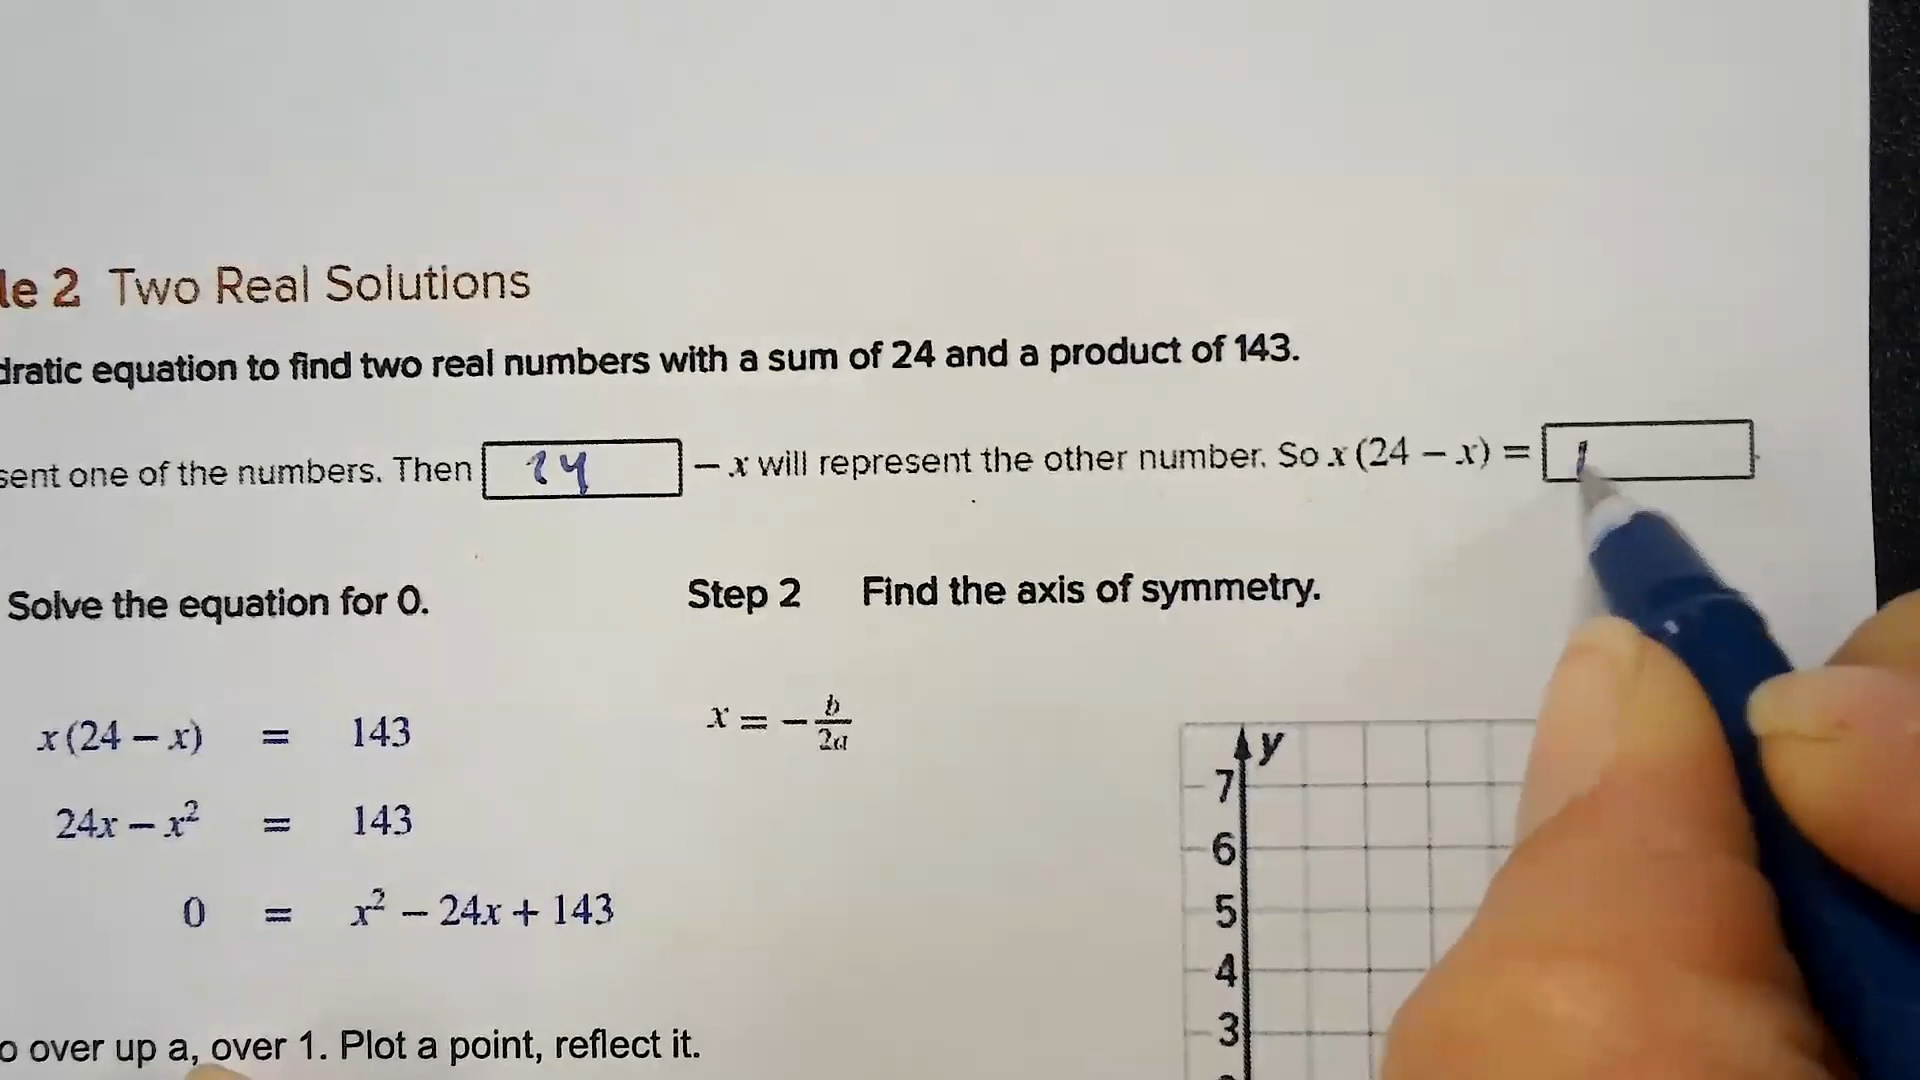 le 2 Two Real Solutions
dratic equation to find two real numbers with a sum of 24 and a product of 143.
sent one of the numbers. Then 24 − x will represent the other number. So x(24 − x) = 1
Solve the equation for 0.
Step 2 Find the axis of symmetry.
x(24 − x) = 143
x = −b/2a
24x − x² = 143
0 = x² − 24x + 143
y
7
6
5
4
3
o over up a, over 1. Plot a point, reflect it.